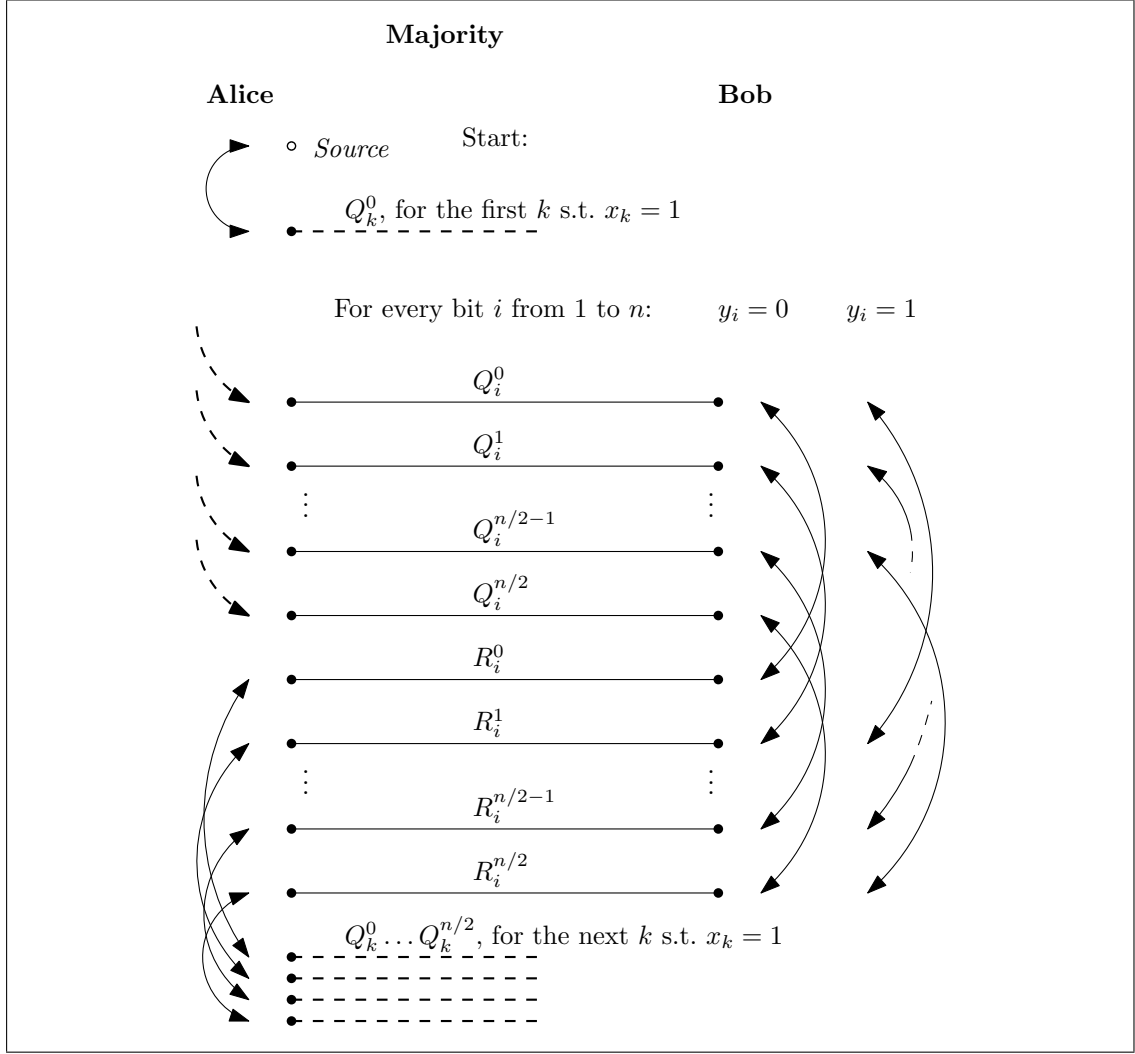 Majority
Alice Bob
Source Start:
Q_k^0, for the first k s.t. x_k = 1
For every bit i from 1 to n: y_i = 0 y_i = 1
Q_i^0
Q_i^1
⋮ ⋮
Q_i^{n/2−1}
Q_i^{n/2}
R_i^0
R_i^1
⋮ ⋮
R_i^{n/2−1}
R_i^{n/2}
Q_k^0 … Q_k^{n/2}, for the next k s.t. x_k = 1